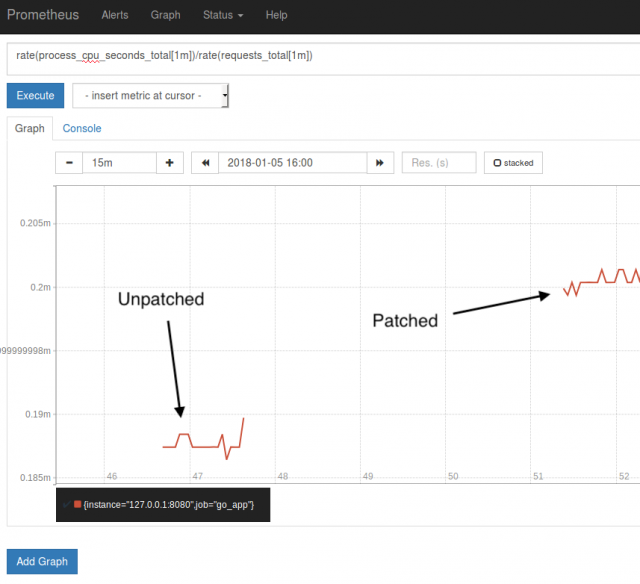 Prometheus Alerts Graph Status Help
rate(process_cpu_seconds_total[1m])/rate(requests_total[1m])
Execute - insert metric at cursor -
Graph Console
15m 2018-01-05 16:00 Res. (s) stacked
0.205m
0.2m
Unpatched
Patched
999999998m
0.19m
0.185m
46 47 48 49 50 51 52
{instance="127.0.0.1:8080",job="go_app"}
Add Graph